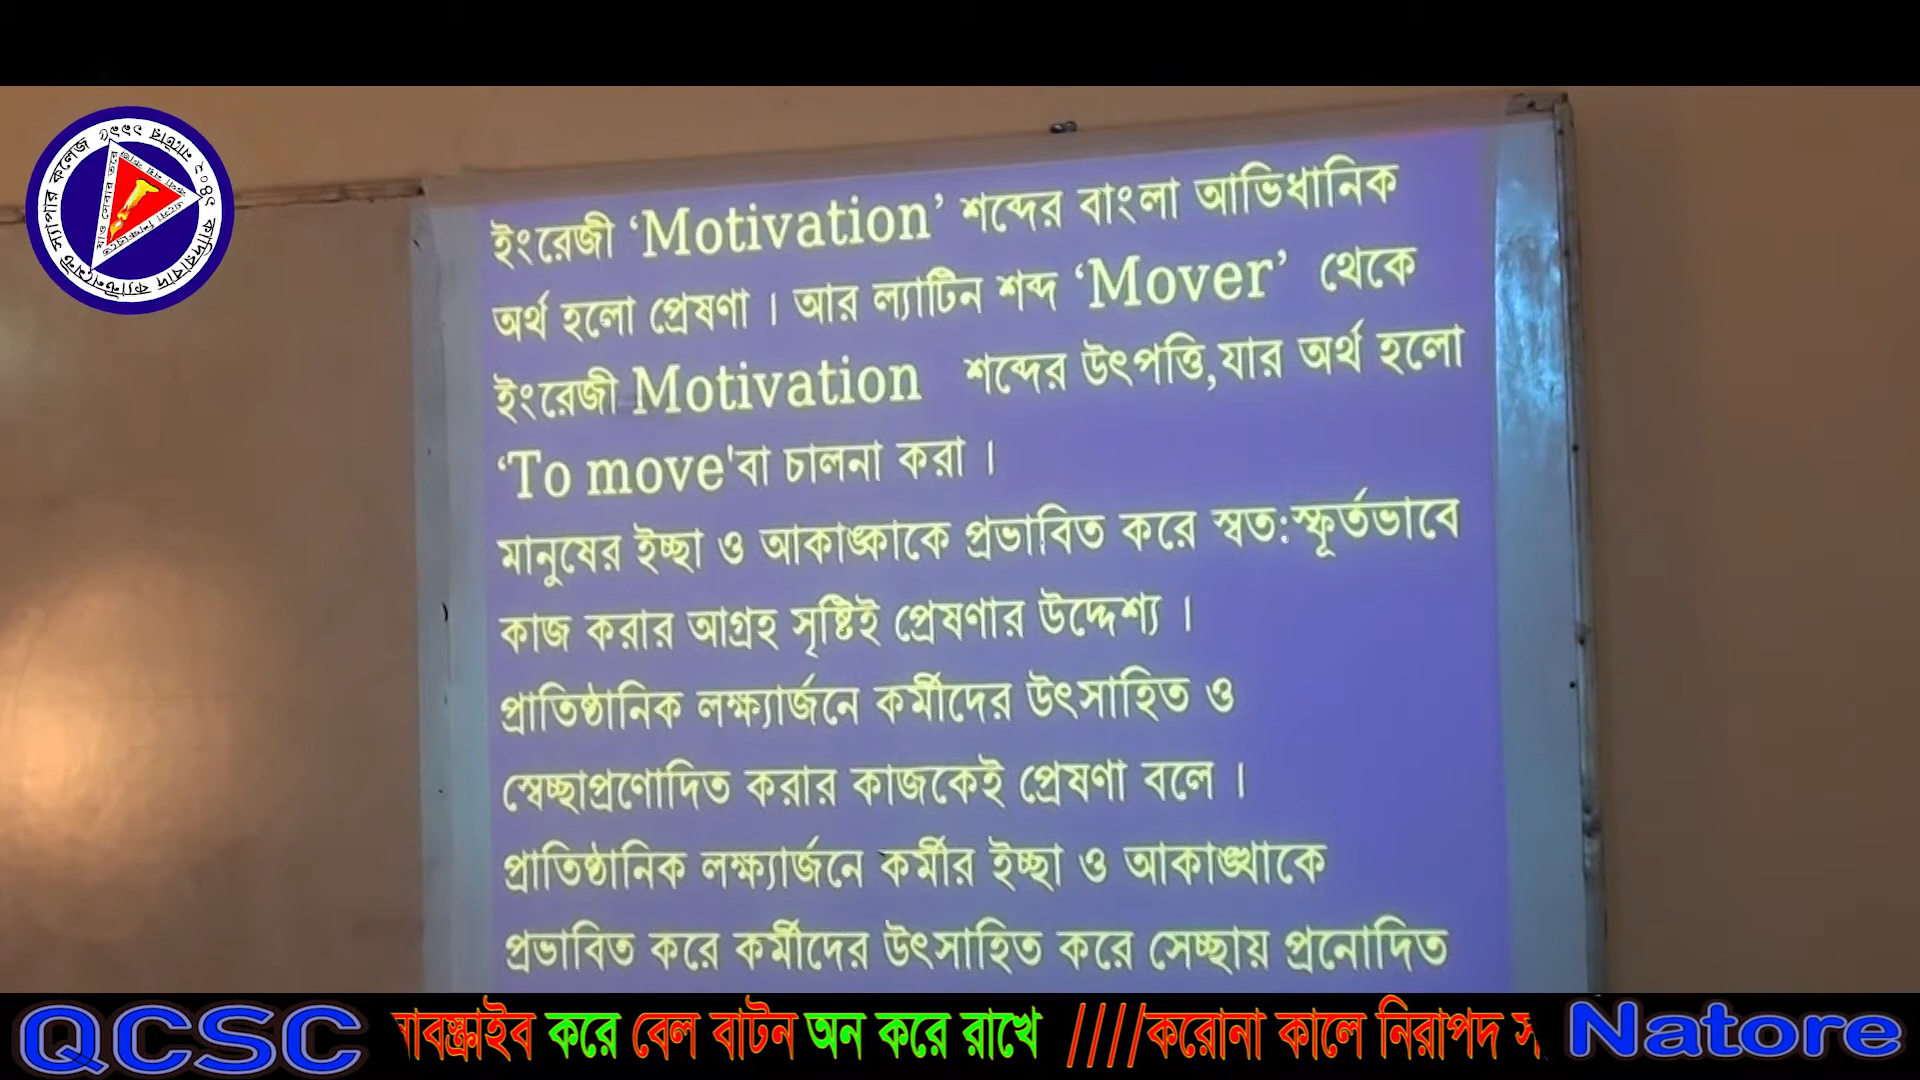 ইংরেজী ‘Motivation’ শব্দের বাংলা আভিধানিক
অর্থ হলো প্রেষণা । আর ল্যাটিন শব্দ ‘Mover’ থেকে
ইংরেজী Motivation শব্দের উৎপত্তি,যার অর্থ হলো
‘To move'বা চালনা করা ।
মানুষের ইচ্ছা ও আকাঙ্কাকে প্রভাবিত করে স্বত:স্ফূর্তভাবে
কাজ করার আগ্রহ সৃষ্টিই প্রেষণার উদ্দেশ্য ।
প্রাতিষ্ঠানিক লক্ষ্যার্জনে কর্মীদের উৎসাহিত ও
স্বেচ্ছাপ্রণোদিত করার কাজকেই প্রেষণা বলে ।
প্রাতিষ্ঠানিক লক্ষ্যার্জনে কর্মীর ইচ্ছা ও আকাঙ্খাকে
প্রভাবিত করে কর্মীদের উৎসাহিত করে সেচ্ছায় প্রনোদিত
QCSC
করে বেল বাটন অন করে রাখে ////করোনা কালে নিরাপদ
Natore